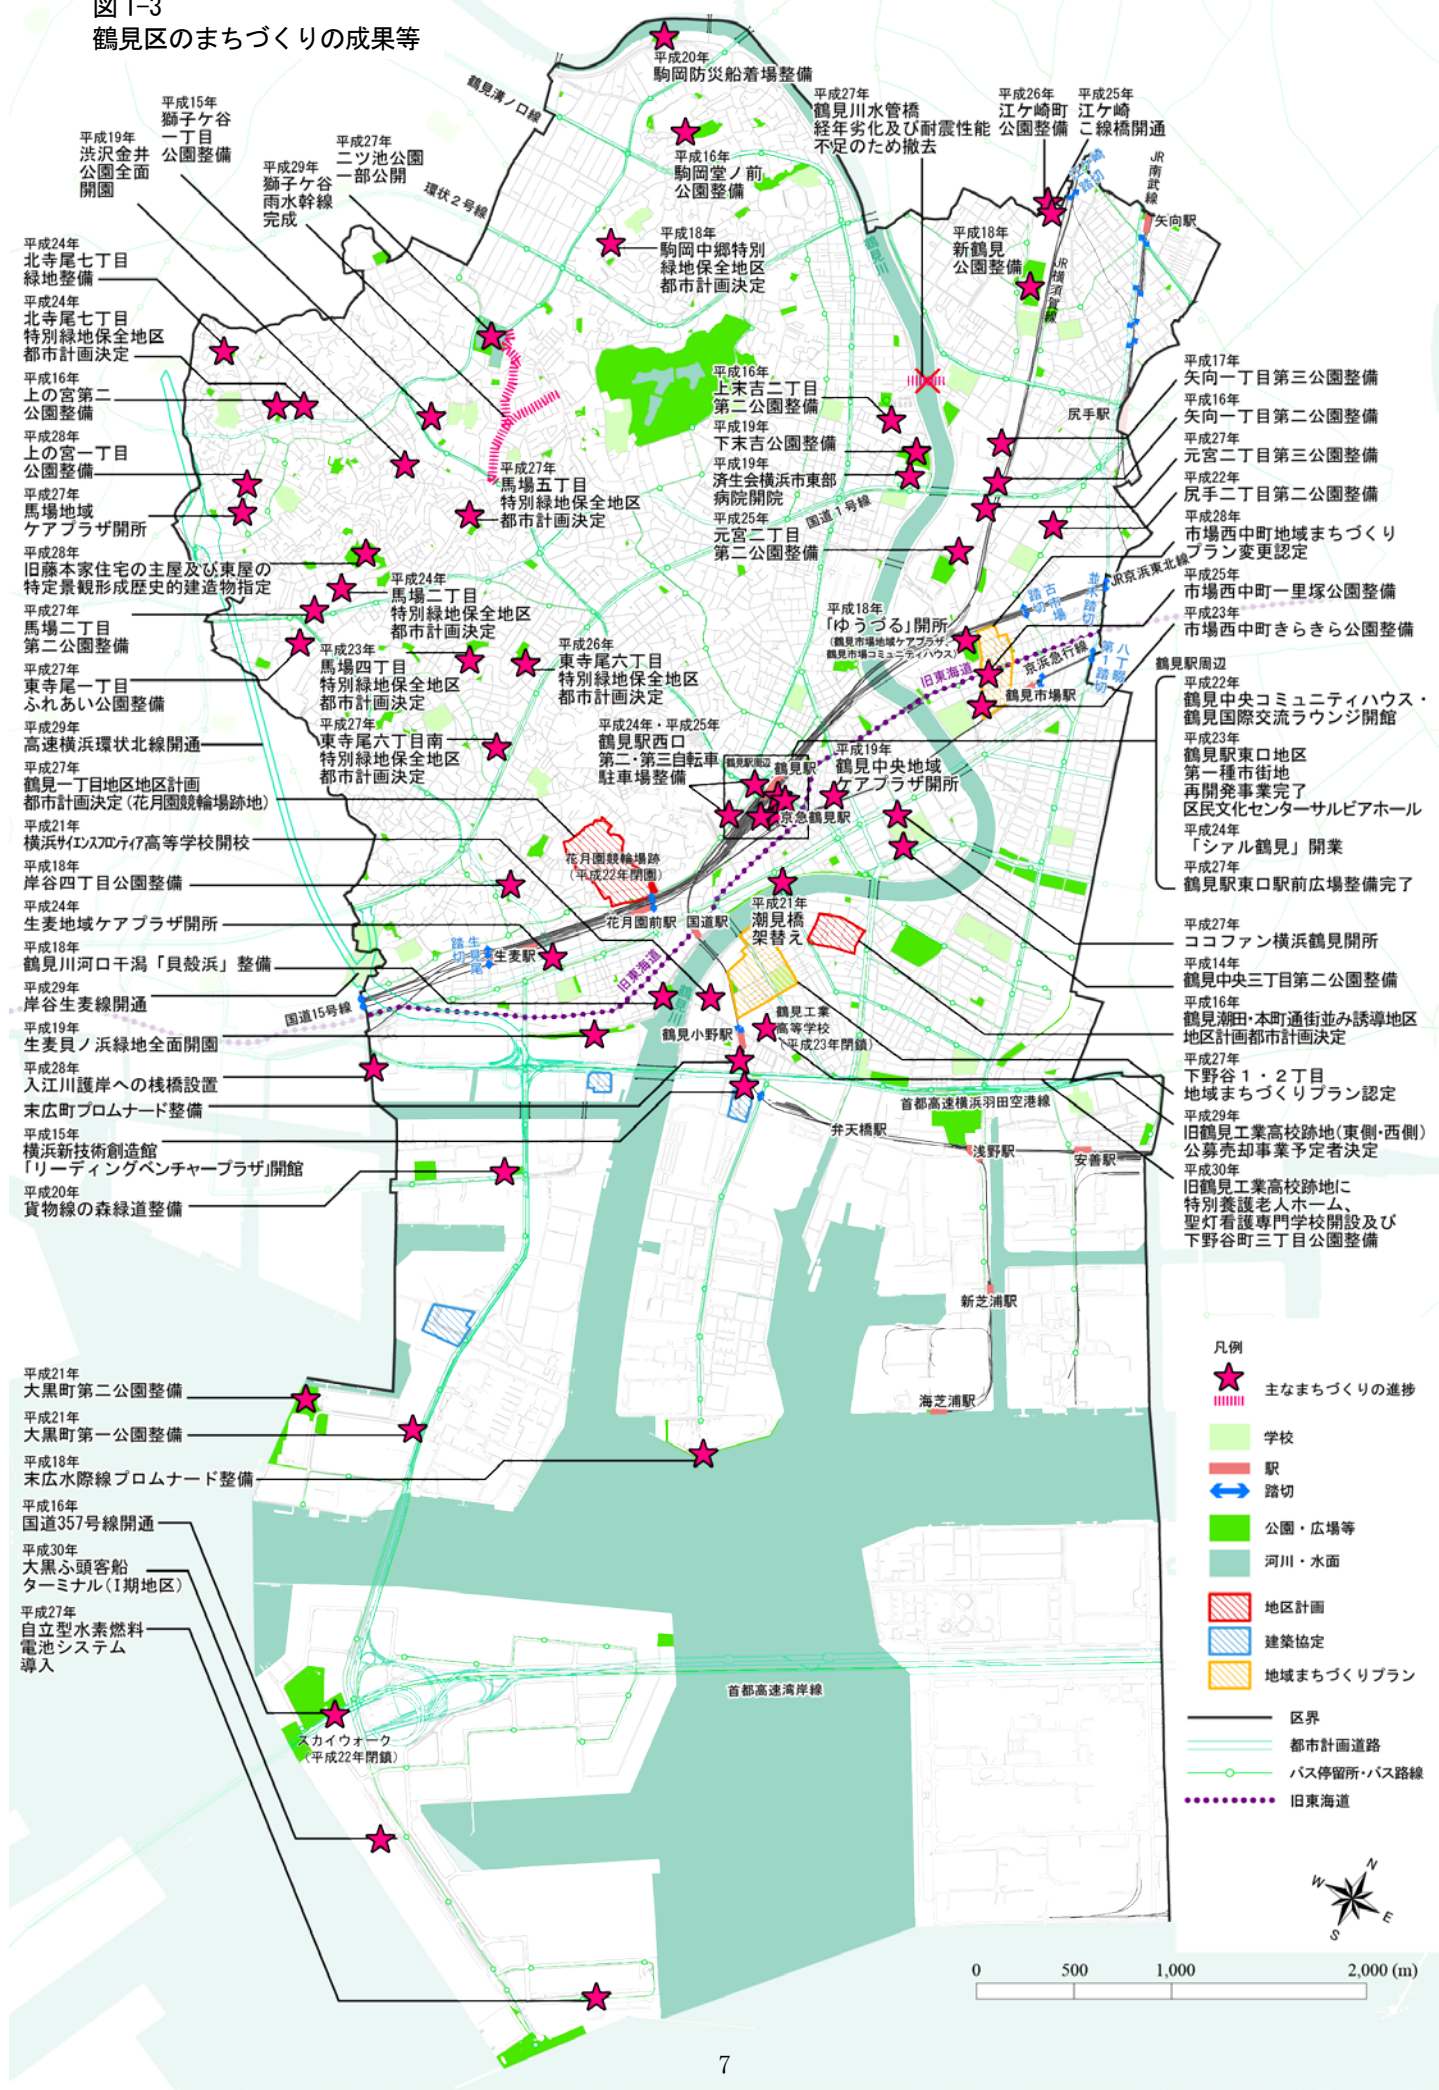 図1-3
鶴見区のまちづくりの成果等
平成20年
駒岡防災船着場整備
鶴見溝ノ口線
平成15年
獅子ケ谷
一丁目
公園整備
平成19年
渋沢金井
公園全面
開園
平成27年
二ツ池公園
一部公開
平成29年
獅子ケ谷
雨水幹線
完成
環状2号線
平成16年
駒岡堂ノ前
公園整備
平成27年
鶴見川水管橋
経年劣化及び耐震性能
不足のため撤去
平成26年
江ケ崎町
公園整備
平成25年
江ケ崎
こ線橋開通
江ケ崎
踏切
JR南武線
矢向駅
平成18年
駒岡中郷特別
緑地保全地区
都市計画決定
鶴見川
平成18年
新鶴見
公園整備
JR横須賀線
平成24年
北寺尾七丁目
緑地整備
平成24年
北寺尾七丁目
特別緑地保全地区
都市計画決定
平成16年
上の宮第二
公園整備
平成28年
上の宮一丁目
公園整備
平成27年
馬場地域
ケアプラザ開所
平成28年
旧藤本家住宅の主屋及び東屋の
特定景観形成歴史的建造物指定
平成27年
馬場二丁目
第二公園整備
平成27年
東寺尾一丁目
ふれあい公園整備
平成29年
高速横浜環状北線開通
平成27年
鶴見一丁目地区地区計画
都市計画決定(花月園競輪場跡地)
平成21年
横浜サイエンスフロンティア高等学校開校
平成18年
岸谷四丁目公園整備
平成24年
生麦地域ケアプラザ開所
平成18年
鶴見川河口干潟「貝殻浜」整備
平成29年
岸谷生麦線開通
平成19年
生麦貝ノ浜緑地全面開園
平成28年
入江川護岸への桟橋設置
末広町プロムナード整備
平成15年
横浜新技術創造館
「リーディングベンチャープラザ」開館
平成20年
貨物線の森緑道整備
平成16年
上末吉二丁目
第二公園整備
平成19年
下末吉公園整備
平成19年
済生会横浜市東部
病院開院
国道1号線
平成25年
元宮二丁目
第二公園整備
平成27年
馬場五丁目
特別緑地保全地区
都市計画決定
平成24年
馬場二丁目
特別緑地保全地区
都市計画決定
平成23年
馬場四丁目
特別緑地保全地区
都市計画決定
平成26年
東寺尾六丁目
特別緑地保全地区
都市計画決定
平成27年
東寺尾六丁目南
特別緑地保全地区
都市計画決定
平成24年・平成25年
鶴見駅西口
第二・第三自転車
駐車場整備
平成18年
「ゆうづる」開所
(鶴見市場地域ケアプラザ・
鶴見市場コミュニティハウス)
尻手駅
平成17年
矢向一丁目第三公園整備
平成16年
矢向一丁目第二公園整備
平成27年
元宮二丁目第三公園整備
平成22年
尻手二丁目第二公園整備
平成28年
市場西中町地域まちづくり
プラン変更認定
平成25年
市場西中町一里塚公園整備
平成23年
市場西中町きらきら公園整備
JR京浜東北線
古市場
踏切
並木踏切
八丁畷
第1踏切
京浜急行線
旧東海道
鶴見市場駅
鶴見駅周辺
平成22年
鶴見中央コミュニティハウス・
鶴見国際交流ラウンジ開館
平成23年
鶴見駅東口地区
第一種市街地
再開発事業完了
区民文化センターサルビアホール
平成24年
「シァル鶴見」開業
平成27年
鶴見駅東口駅前広場整備完了
平成27年
ココファン横浜鶴見開所
平成14年
鶴見中央三丁目第二公園整備
平成16年
鶴見潮田・本町通街並み誘導地区
地区計画都市計画決定
平成27年
下野谷1・2丁目
地域まちづくりプラン認定
平成29年
旧鶴見工業高校跡地(東側・西側)
公募売却事業予定者決定
平成30年
旧鶴見工業高校跡地に
特別養護老人ホーム、
聖灯看護専門学校開設及び
下野谷町三丁目公園整備
鶴見駅周辺
鶴見駅
京急鶴見駅
平成19年
鶴見中央地域
ケアプラザ開所
花月園競輪場跡
(平成22年閉園)
花月園前駅
国道駅
平成21年
潮見橋
架替え
生見尾
踏切
生麦駅
旧東海道
国道15号線
鶴見川
鶴見小野駅
鶴見工業
高等学校
(平成23年閉鎖)
首都高速横浜羽田空港線
弁天橋駅
浅野駅
安善駅
新芝浦駅
海芝浦駅
平成21年
大黒町第二公園整備
平成21年
大黒町第一公園整備
平成18年
末広水際線プロムナード整備
平成16年
国道357号線開通
平成30年
大黒ふ頭客船
ターミナル(Ⅰ期地区)
平成27年
自立型水素燃料
電池システム
導入
首都高速湾岸線
スカイウォーク
(平成22年閉鎖)
凡例
主なまちづくりの進捗
学校
駅
踏切
公園・広場等
河川・水面
地区計画
建築協定
地域まちづくりプラン
区界
都市計画道路
バス停留所・バス路線
旧東海道
N
W
E
S
0 500 1,000 2,000 (m)
7